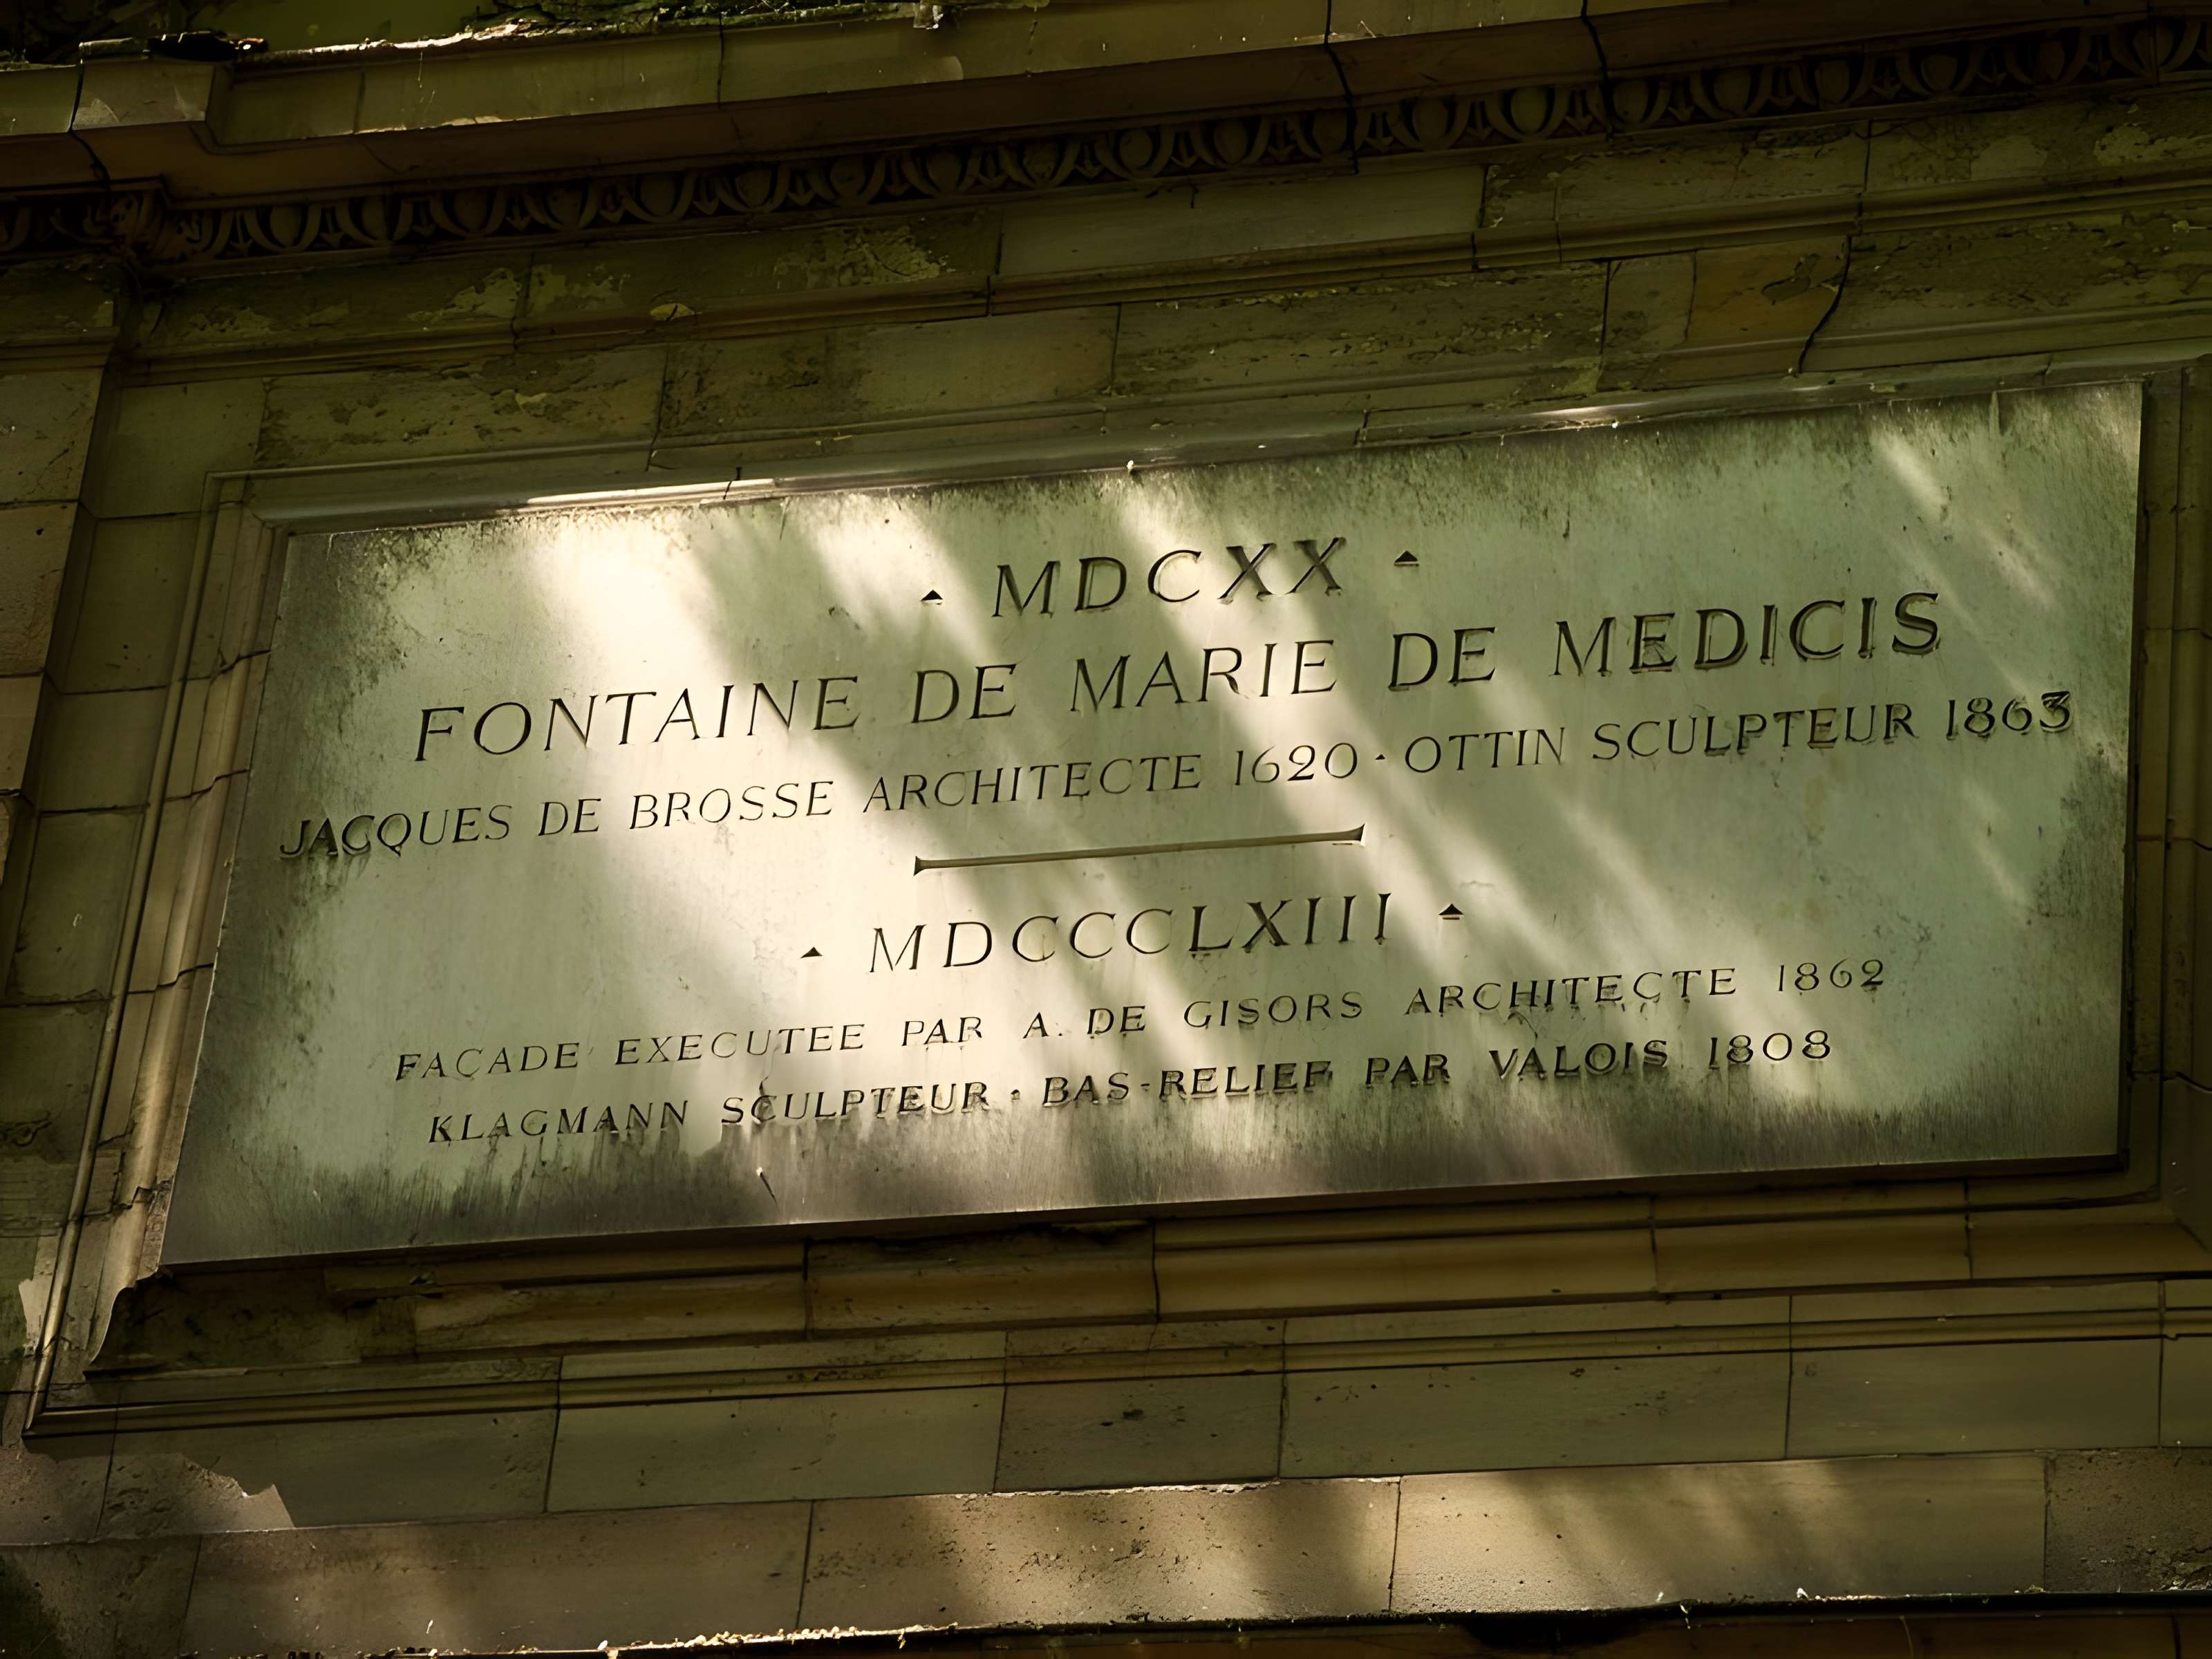 MDCXX
FONTAINE DE MARIE DE MEDICIS
JACQUES DE BROSSE ARCHITECTE 1620 · OTTIN SCULPTEUR 1863
MDCCCLXIII
FAÇADE EXECUTEE PAR A. DE GISORS ARCHITECTE 1862
KLAGMANN SCULPTEUR · BAS-RELIEF PAR VALOIS 1808